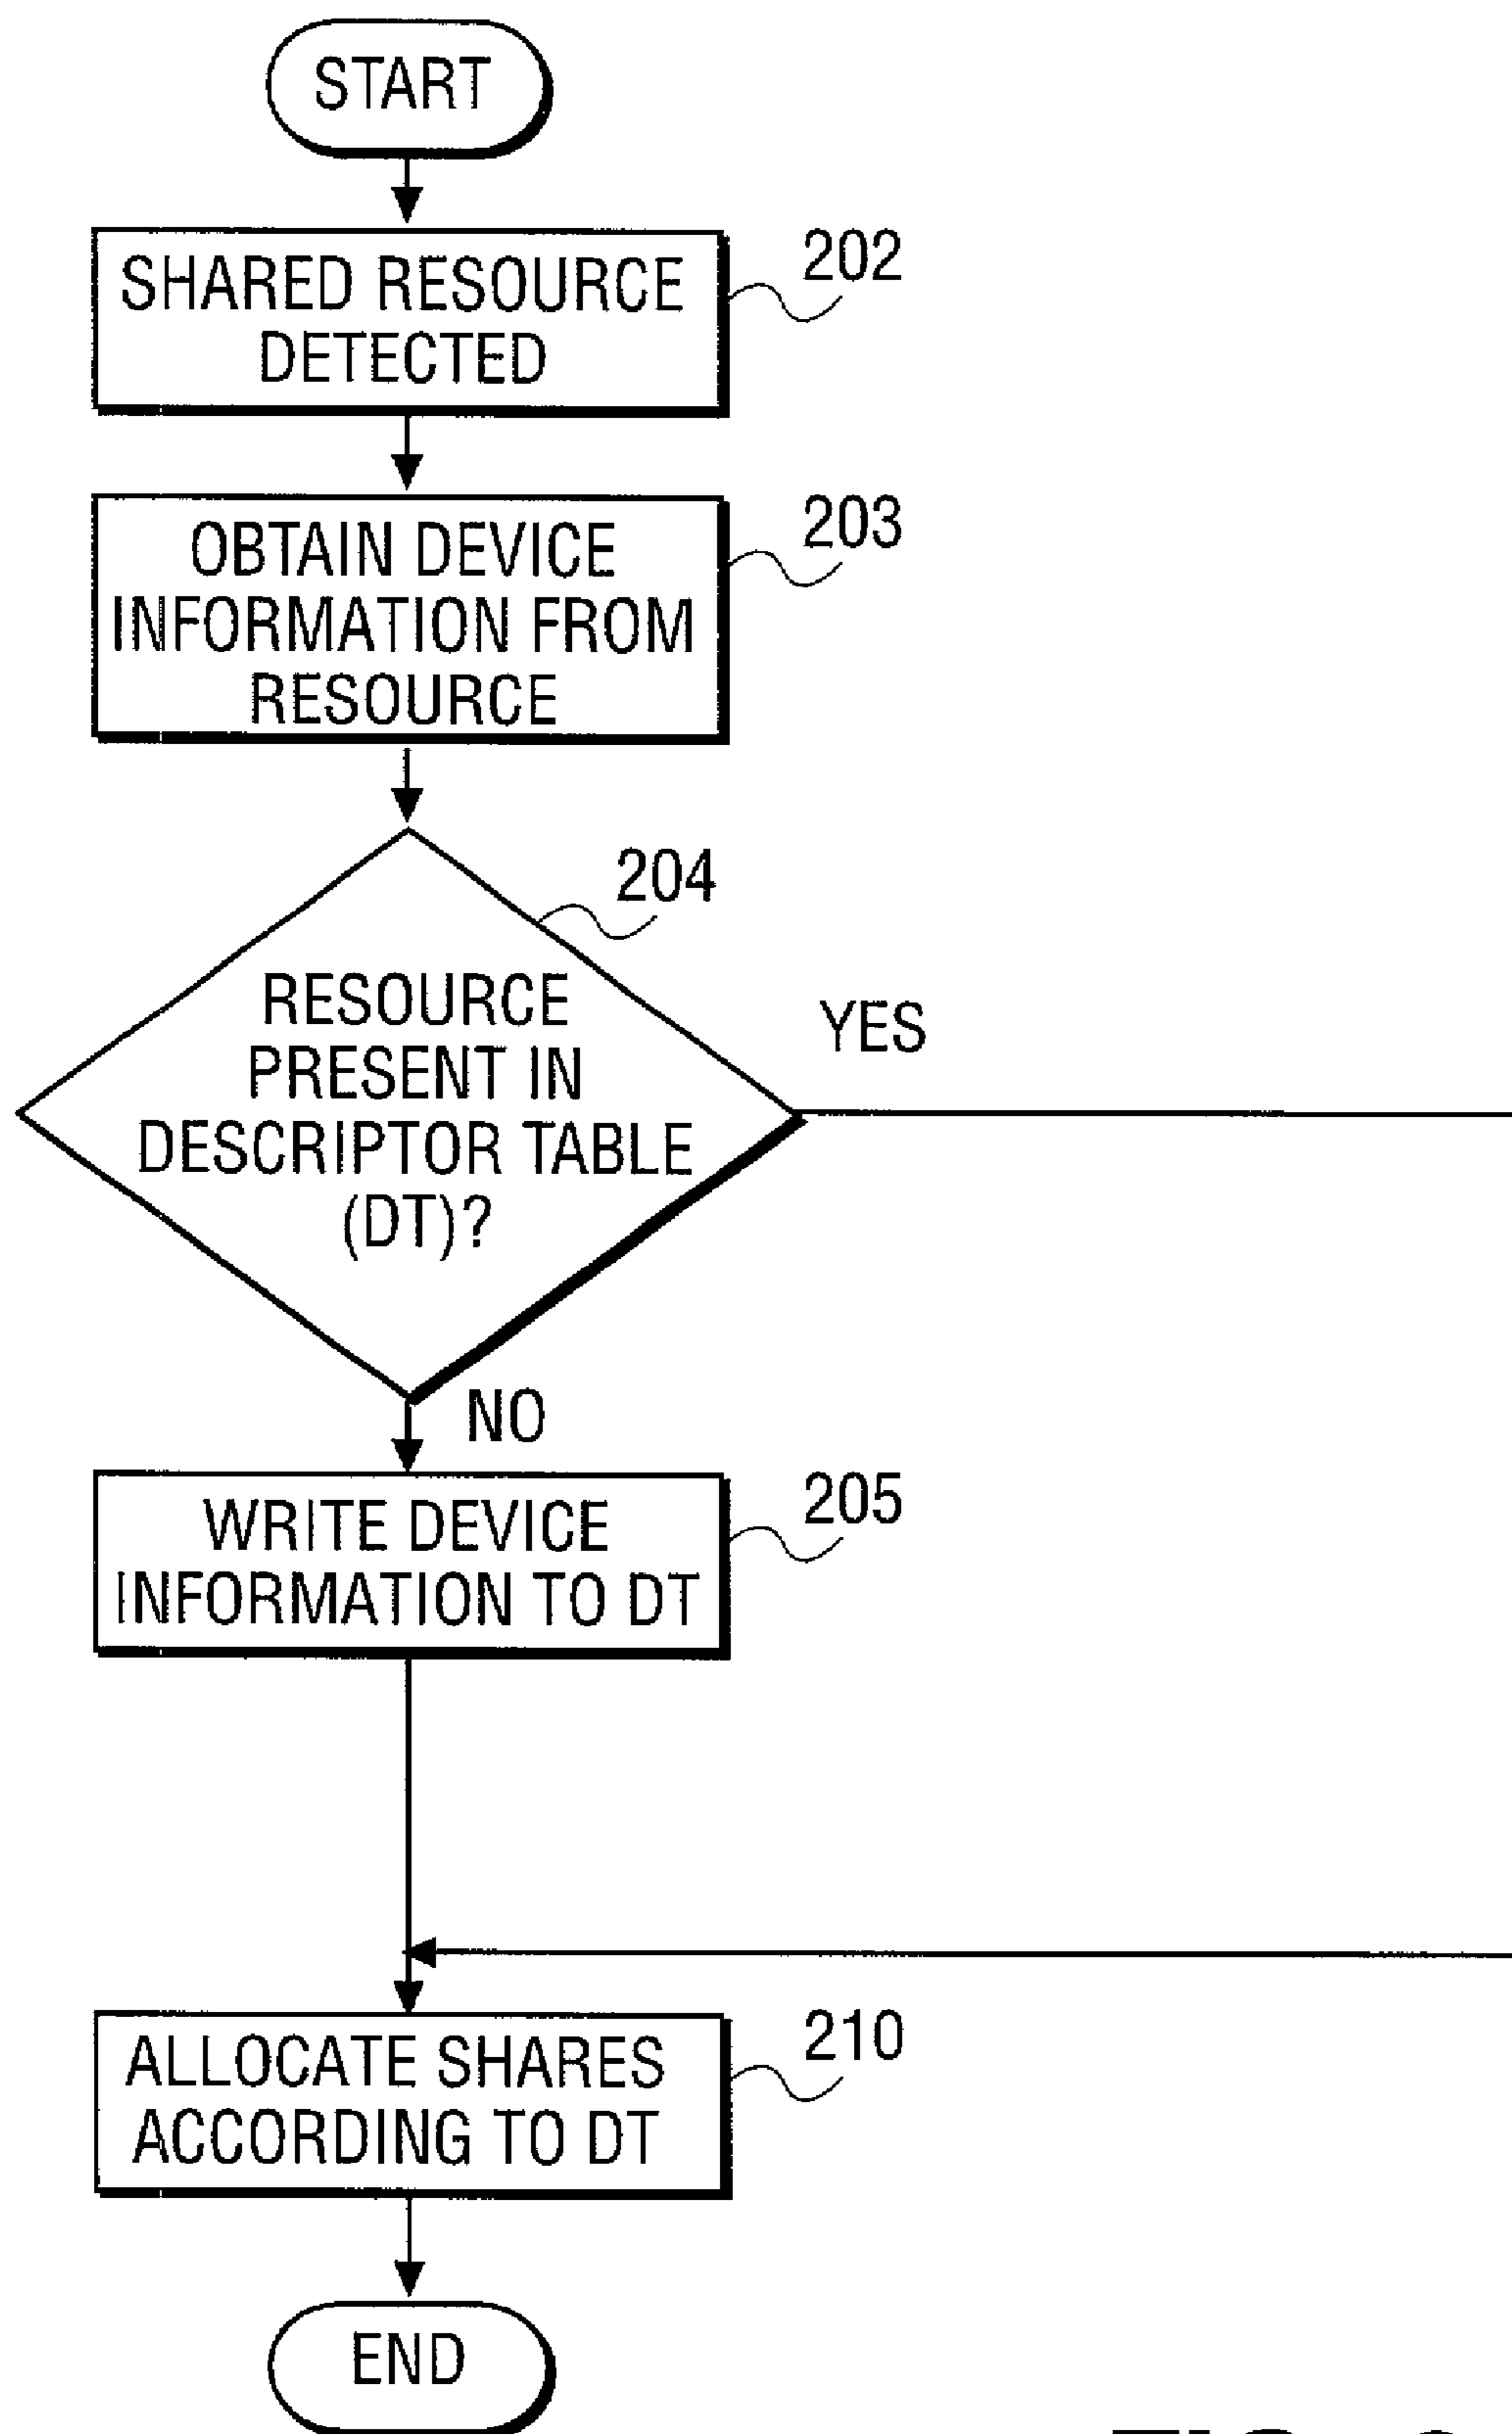 START
SHARED RESOURCE
DETECTED
202
OBTAIN DEVICE
INFORMATION FROM
RESOURCE
203
204
RESOURCE
PRESENT IN
DESCRIPTOR TABLE
(DT)?
YES
NO
WRITE DEVICE
INFORMATION TO DT
205
ALLOCATE SHARES
ACCORDING TO DT
210
END